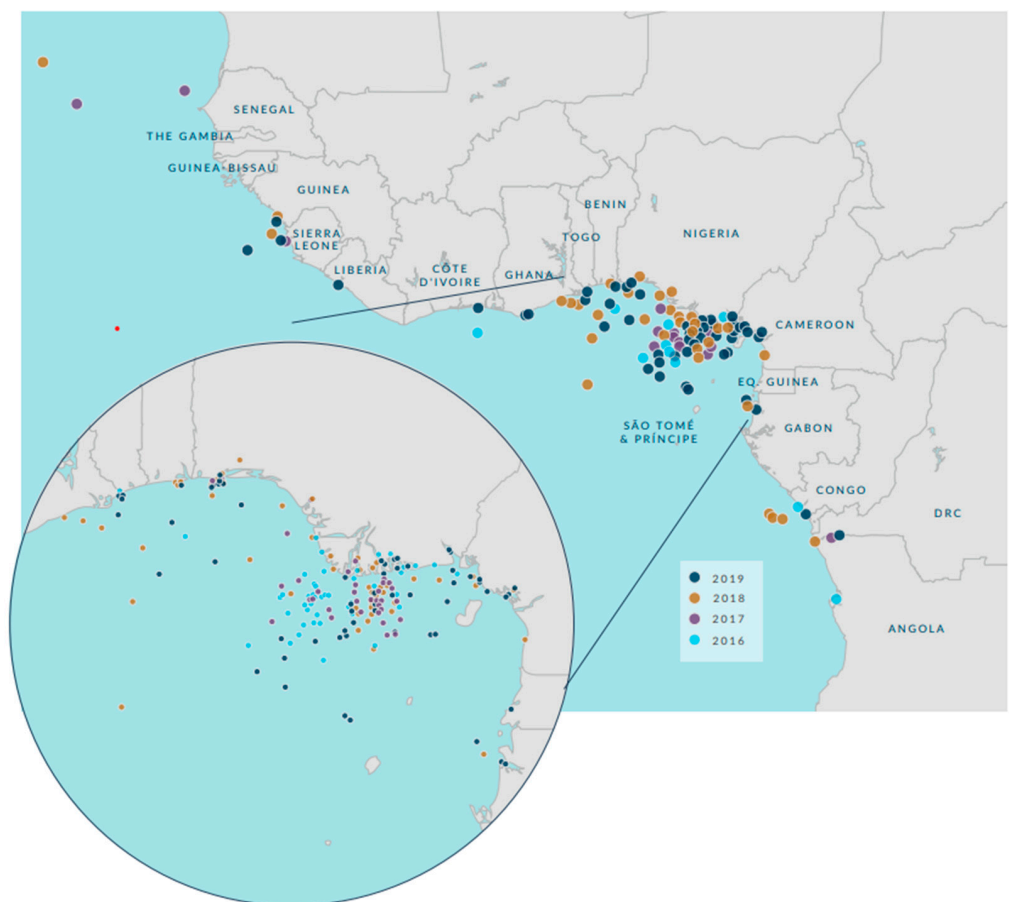 SENEGAL
THE GAMBIA
GUINEA-BISSAU
GUINEA
SIERRA
LEONE
LIBERIA
CÔTE
D'IVOIRE
GHANA
TOGO
BENIN
NIGERIA
CAMEROON
EQ. GUINEA
SÃO TOMÉ
& PRÍNCIPE
GABON
CONGO
DRC
ANGOLA
2019
2018
2017
2016